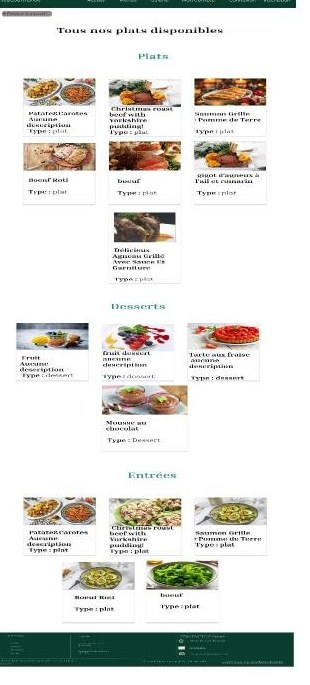 Tous nos plats disponibles
Plats
Patate&Carotes
Aucune
description
Type : plat
Christmas roast
beef with
Yorkshire
pudding!
Type : plat
Saumon Grille
+Pomme de Terre
Type : plat
Boeuf Roti
Type : plat
boeuf
Type : plat
gigot d'agneux à
l'ail et romarin
Type : plat
Délicieux
Agneau Grillé
Avec Sauce Et
Garniture
Type : plat
Desserts
Fruit
Aucune
description
Type : dessert
fruit dessert
aucune
description
Type : dessert
Tarte aux fraise
aucune
description
Type : dessert
Mousse au
chocolat
Type : Dessert
Entrées
Patate&Carotes
Aucune
description
Type : plat
Christmas roast
beef with
Yorkshire
pudding!
Type : plat
Saumon Grille
+Pomme de Terre
Type : plat
Boeuf Roti
Type : plat
boeuf
Type : plat